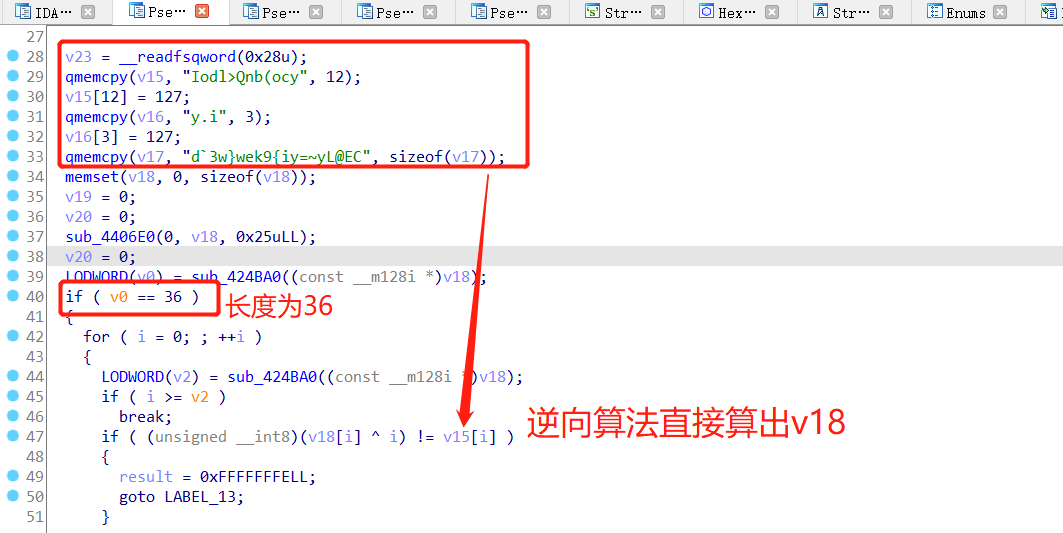 IDA··· Pse··· Pse··· Pse··· Pse··· Str··· Hex··· Str··· Enums
27
28 v23 = __readfsqword(0x28u);
29 qmemcpy(v15, "Iodl>Qnb(ocy", 12);
30 v15[12] = 127;
31 qmemcpy(v16, "y.i", 3);
32 v16[3] = 127;
33 qmemcpy(v17, "d`3w}wek9{iy=~yL@EC", sizeof(v17));
34 memset(v18, 0, sizeof(v18));
35 v19 = 0;
36 v20 = 0;
37 sub_4406E0(0, v18, 0x25uLL);
38 v20 = 0;
39 LODWORD(v0) = sub_424BA0((const __m128i *)v18);
40 if ( v0 == 36 ) 长度为36
41 {
42 for ( i = 0; ; ++i )
43 {
44 LODWORD(v2) = sub_424BA0((const __m128i *)v18);
45 if ( i >= v2 )
46 break;
47 if ( (unsigned __int8)(v18[i] ^ i) != v15[i] ) 逆向算法直接算出v18
48 {
49 result = 0xFFFFFFFELL;
50 goto LABEL_13;
51 }